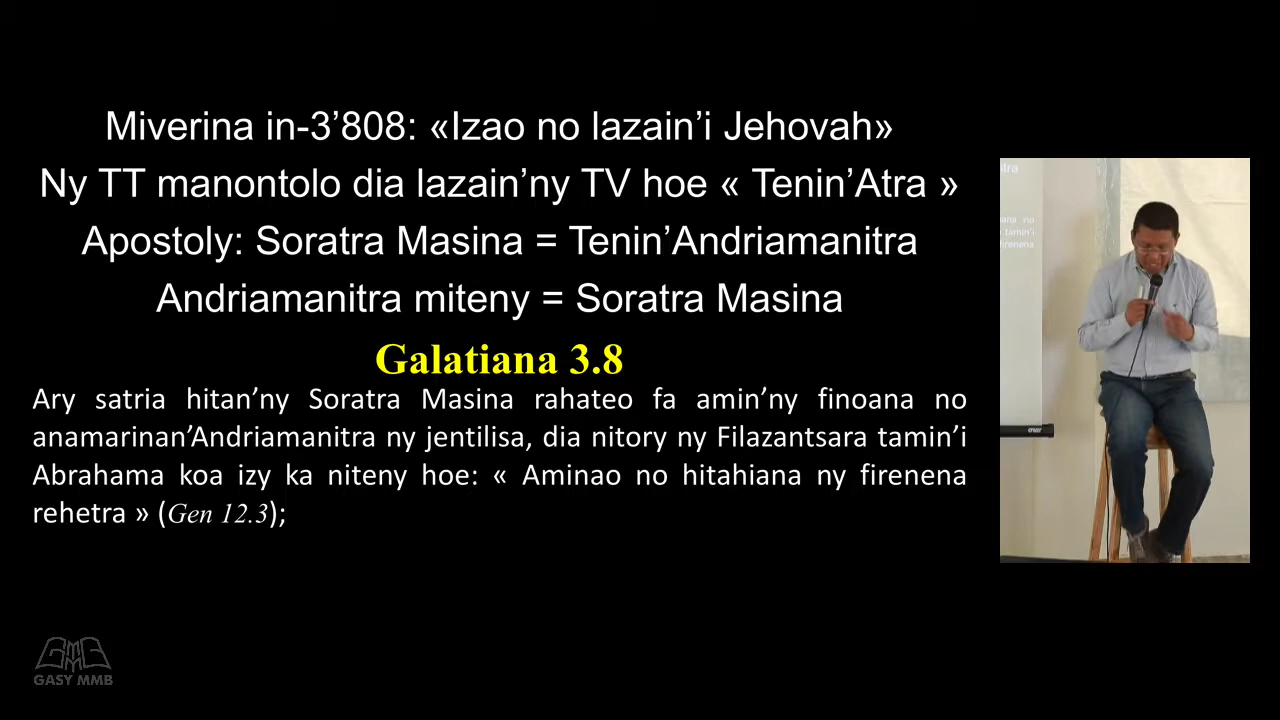 Miverina in-3’808: «Izao no lazain’i Jehovah»
Ny TT manontolo dia lazain’ny TV hoe « Tenin’Atra »
Apostoly: Soratra Masina = Tenin’Andriamanitra
Andriamanitra miteny = Soratra Masina
Galatiana 3.8
Ary satria hitan’ny Soratra Masina rahateo fa amin’ny finoana no
anamarinan’Andriamanitra ny jentilisa, dia nitory ny Filazantsara tamin’i
Abrahama koa izy ka niteny hoe: « Aminao no hitahiana ny firenena
rehetra » (Gen 12.3);
GASY MMB